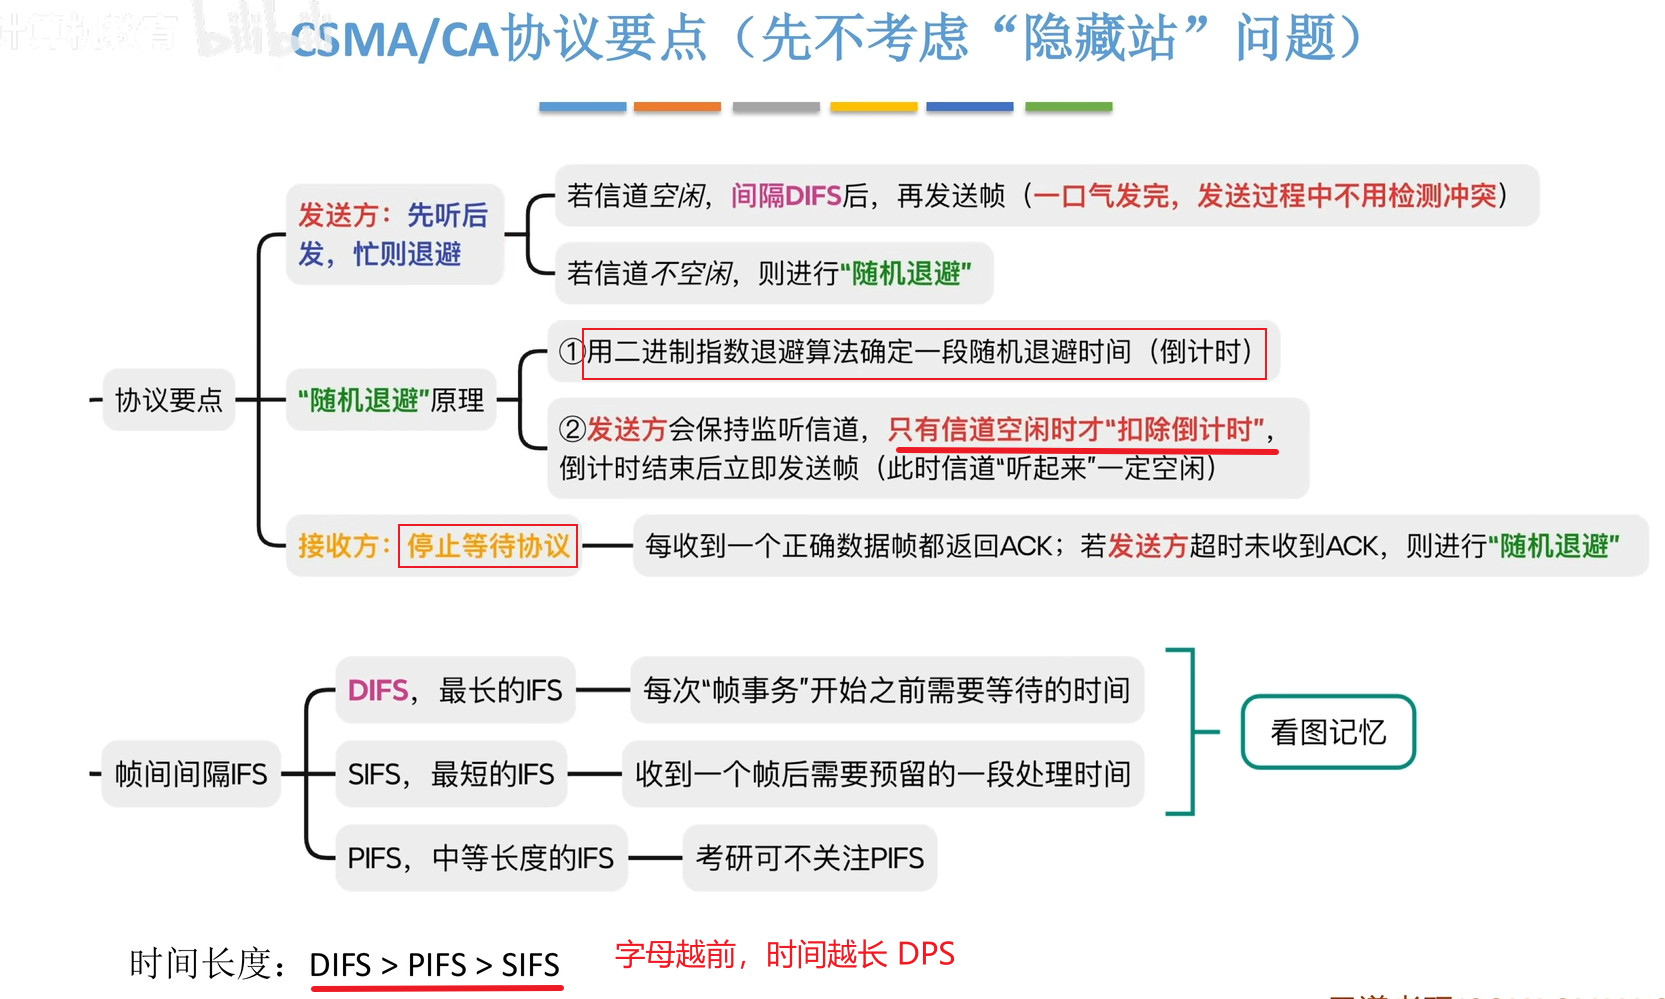 计算机教育 bilibili
CSMA/CA协议要点（先不考虑“隐藏站”问题）
协议要点
发送方：先听后
发，忙则退避
若信道空闲，间隔DIFS后，再发送帧（一口气发完，发送过程中不用检测冲突）
若信道不空闲，则进行“随机退避”
“随机退避”原理
①用二进制指数退避算法确定一段随机退避时间（倒计时）
②发送方会保持监听信道，只有信道空闲时才“扣除倒计时”，
倒计时结束后立即发送帧（此时信道“听起来”一定空闲）
接收方：停止等待协议
每收到一个正确数据帧都返回ACK；若发送方超时未收到ACK，则进行“随机退避”
帧间间隔IFS
DIFS，最长的IFS
每次“帧事务”开始之前需要等待的时间
SIFS，最短的IFS
收到一个帧后需要预留的一段处理时间
PIFS，中等长度的IFS
考研可不关注PIFS
看图记忆
时间长度：DIFS > PIFS > SIFS
字母越前，时间越长 DPS